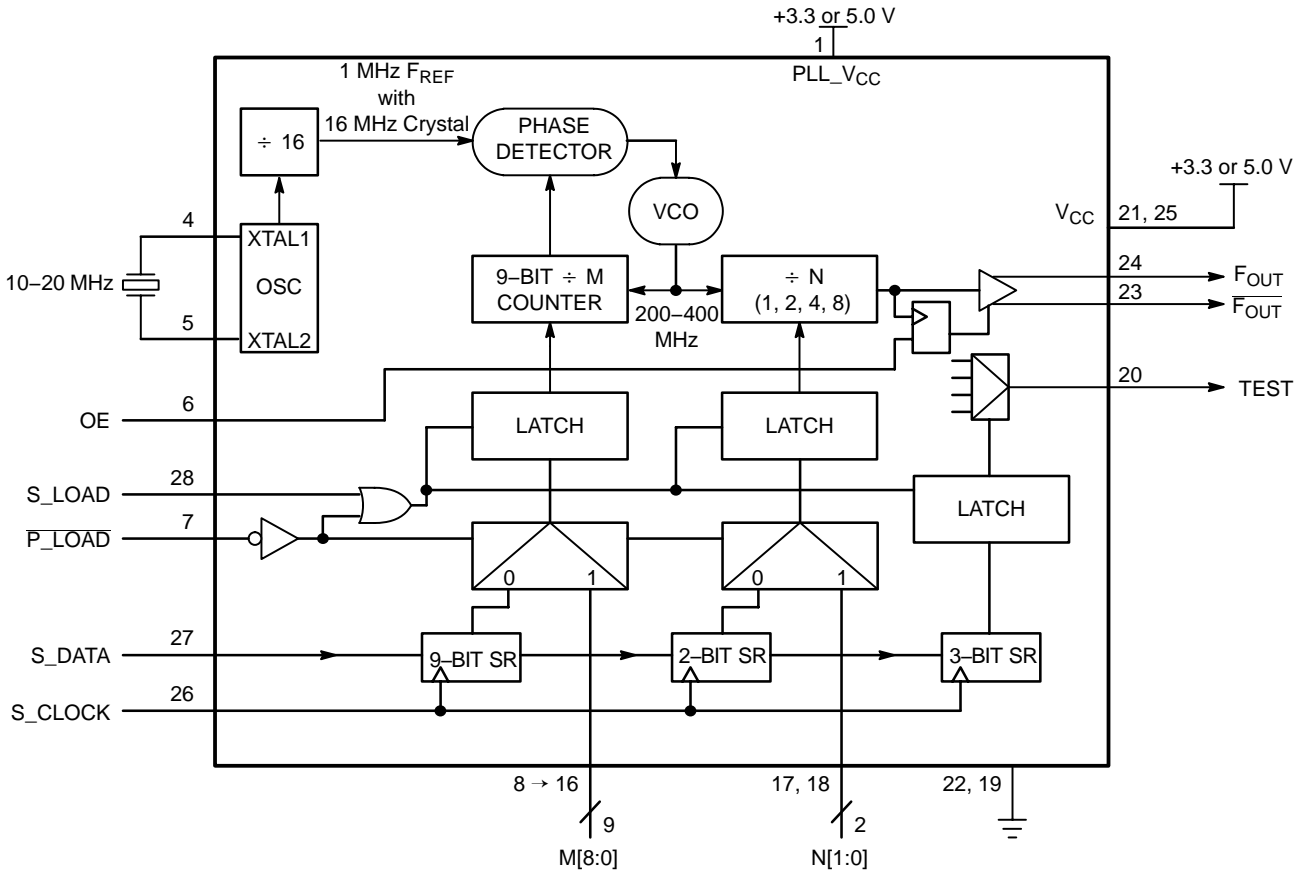 +3.3 or 5.0 V
1
PLL_VCC
1 MHz FREF
with
16 MHz Crystal
÷ 16
PHASE
DETECTOR
+3.3 or 5.0 V
VCO
VCC
21, 25
4
XTAL1
10–20 MHz
OSC
9–BIT ÷ M
COUNTER
÷ N
(1, 2, 4, 8)
24
FOUT
23
F̅O̅U̅T̅
200–400
MHz
5
XTAL2
20
TEST
6
OE
LATCH
LATCH
28
S_LOAD
LATCH
7
P̅_̅L̅O̅A̅D̅
0
1
0
1
27
S_DATA
9–BIT SR
2–BIT SR
3–BIT SR
26
S_CLOCK
8 → 16
17, 18
22, 19
9
2
M[8:0]
N[1:0]